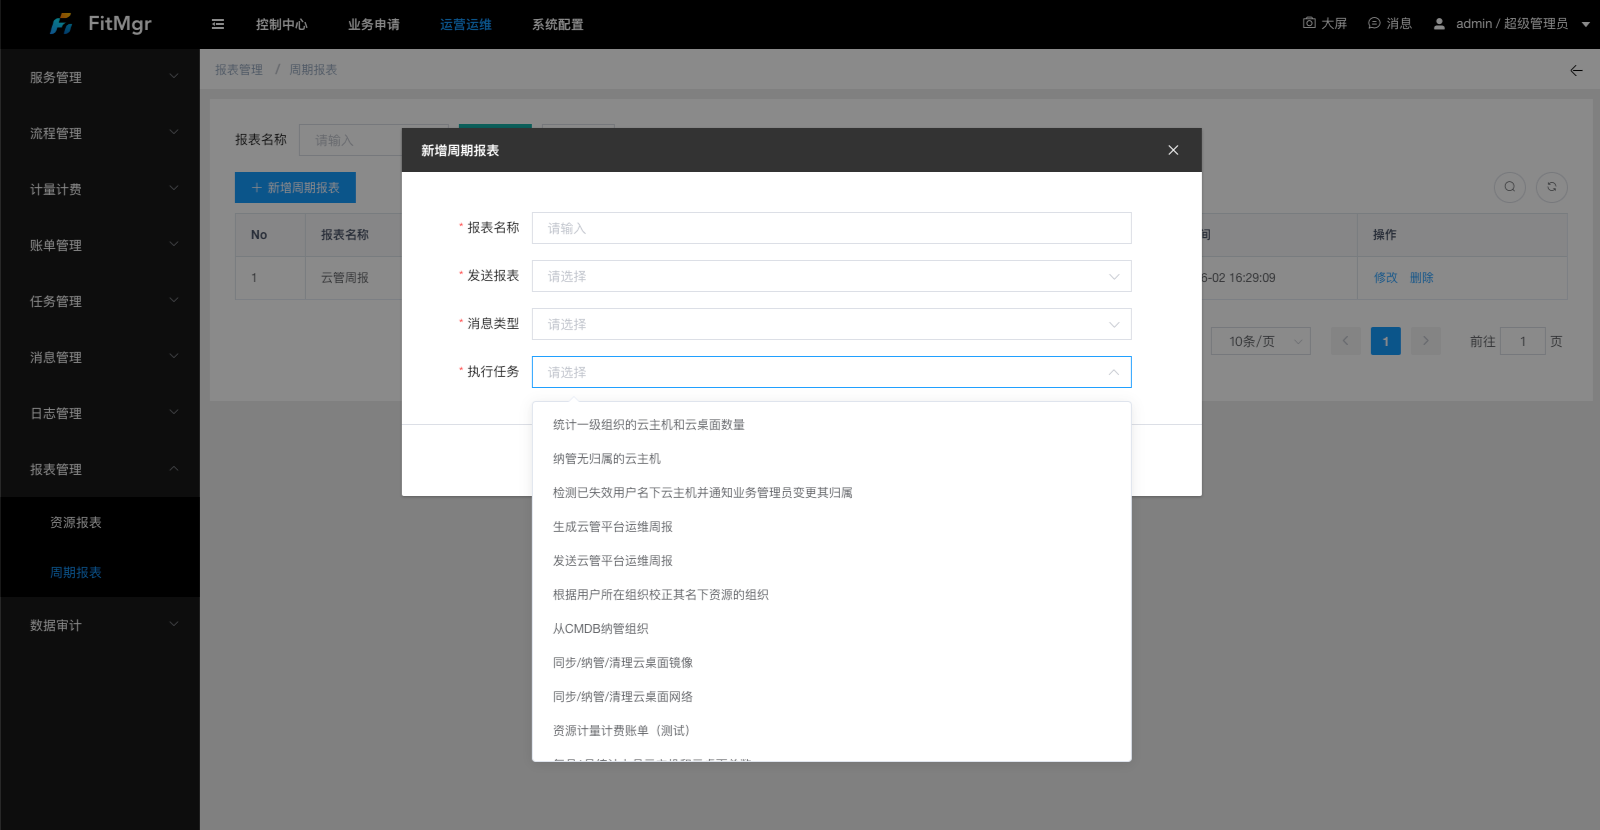 FitMgr
控制中心
业务申请
运营运维
系统配置
大屏
消息
admin / 超级管理员
服务管理
流程管理
计量计费
账单管理
任务管理
消息管理
日志管理
报表管理
资源报表
周期报表
数据审计
报表管理 / 周期报表
报表名称
请输入
新增周期报表
No
报表名称
操作
1
云管周报
6-02 16:29:09
修改 删除
10条/页
1
前往 1 页
新增周期报表
* 报表名称
请输入
* 发送报表
请选择
* 消息类型
请选择
* 执行任务
请选择
统计一级组织的云主机和云桌面数量
纳管无归属的云主机
检测已失效用户名下云主机并通知业务管理员变更其归属
生成云管平台运维周报
发送云管平台运维周报
根据用户所在组织校正其名下资源的组织
从CMDB纳管组织
同步/纳管/清理云桌面镜像
同步/纳管/清理云桌面网络
资源计量计费账单（测试）